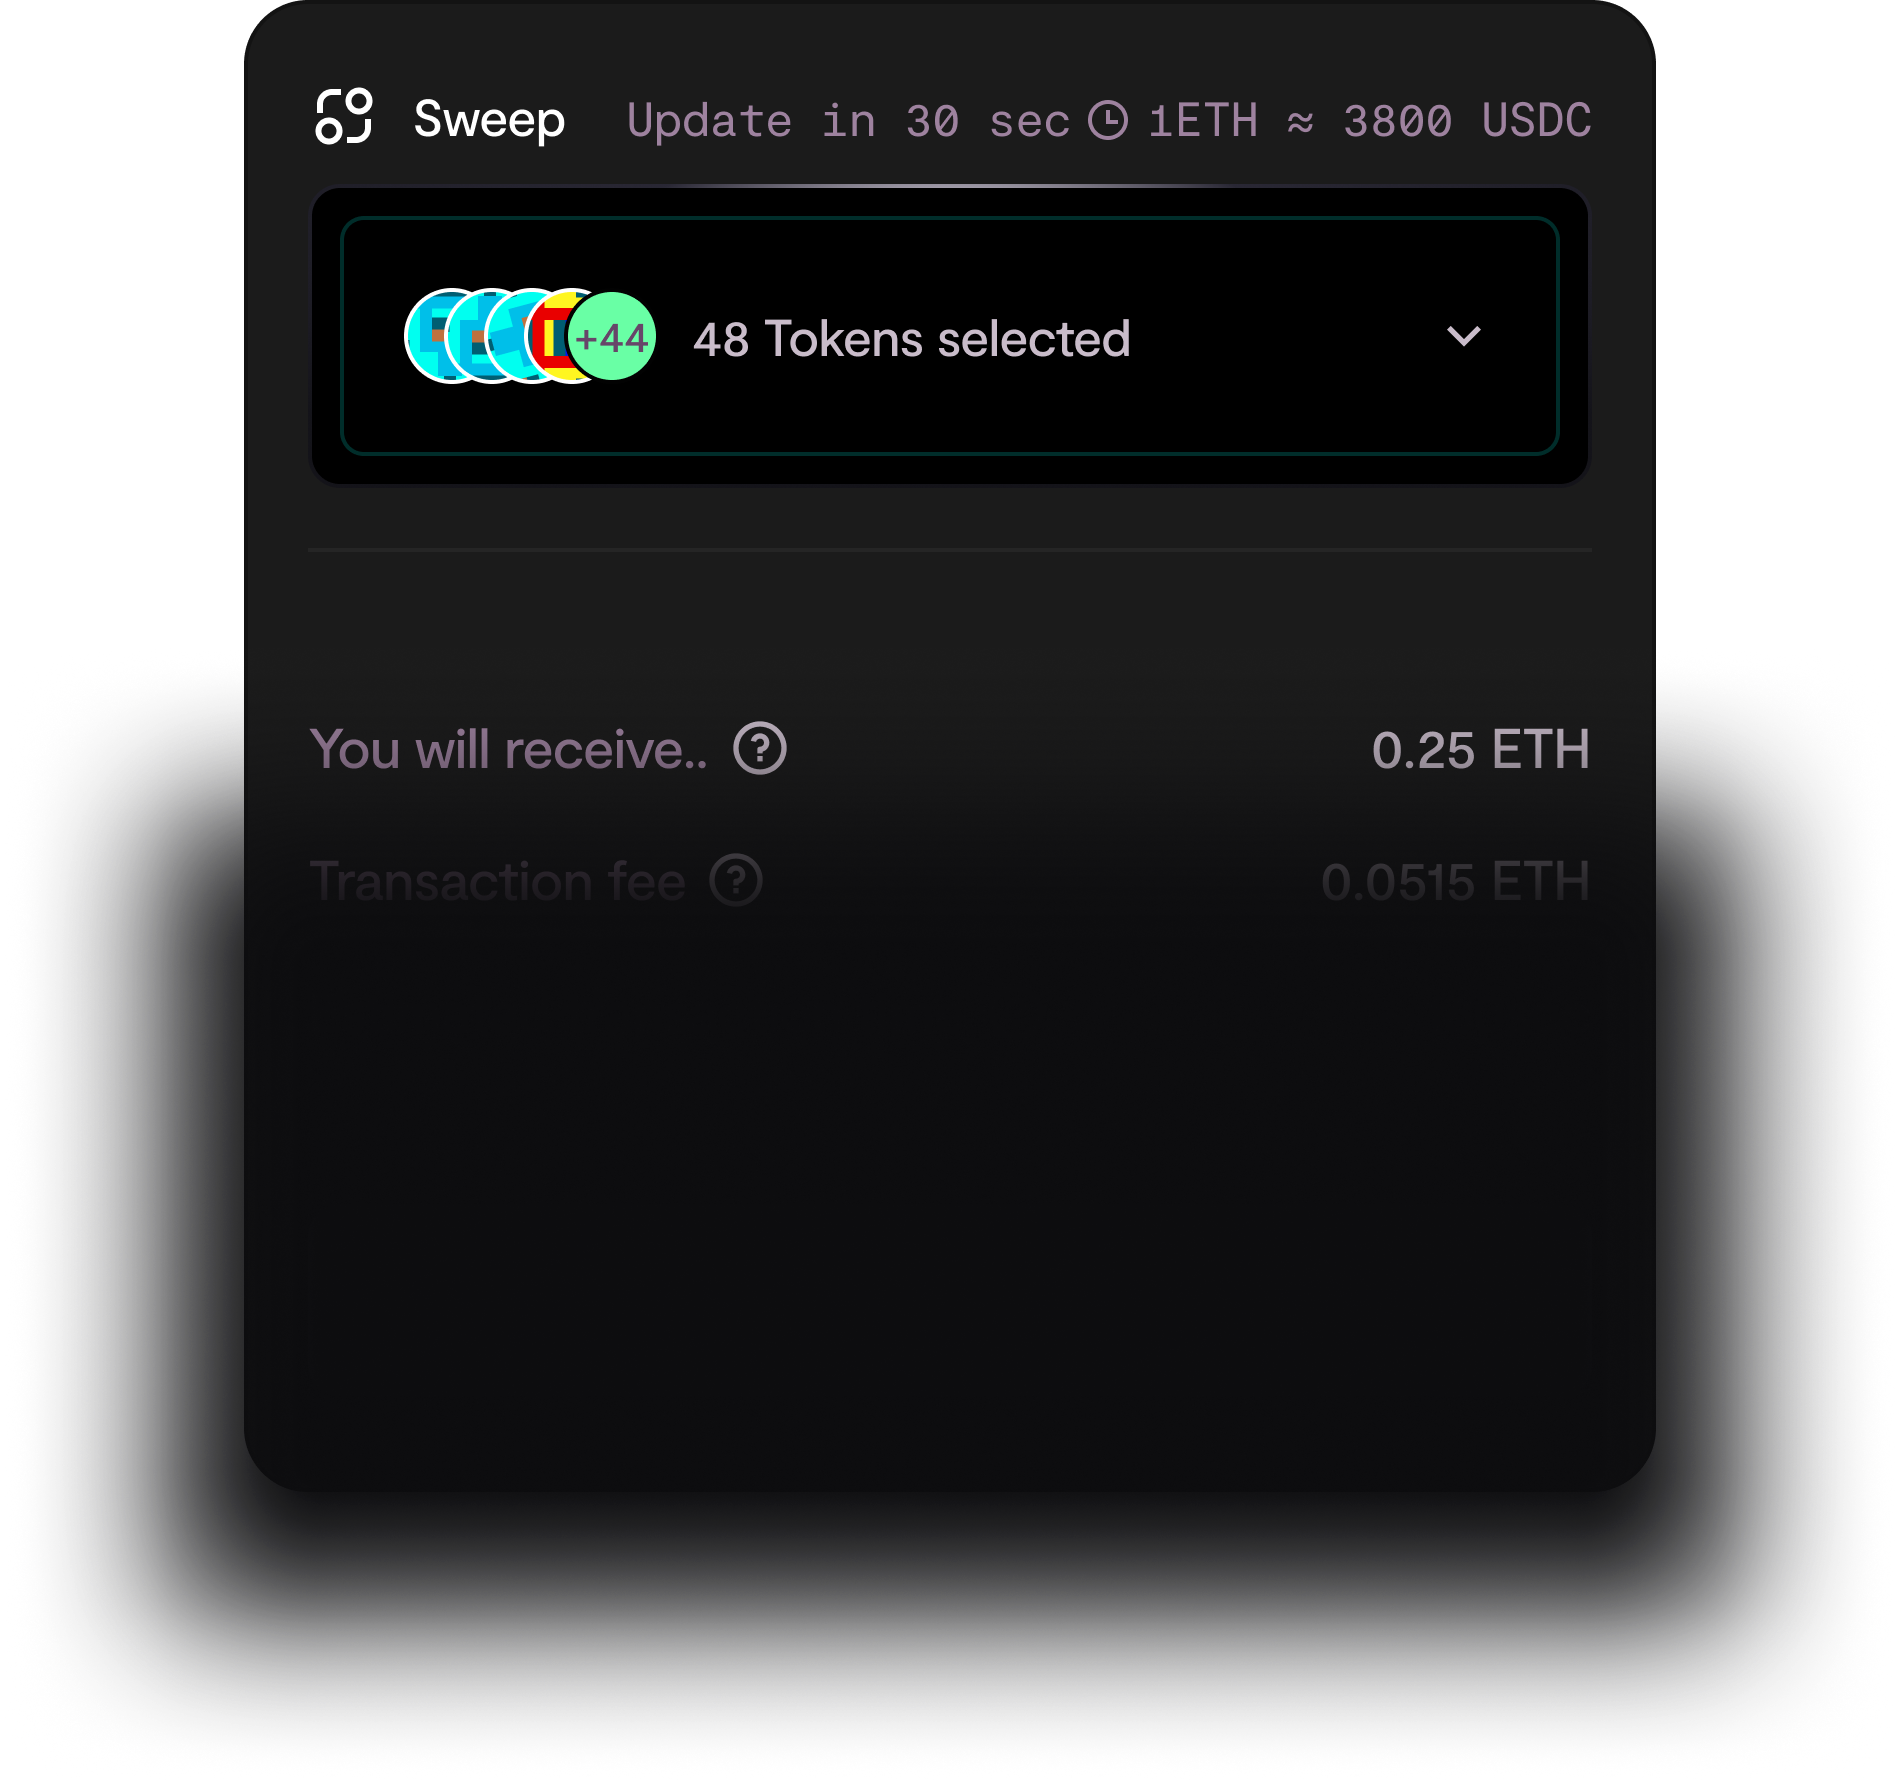 Sweep Update in 30 sec 1ETH ≈ 3800 USDC
+44 48 Tokens selected
You will receive.. 0.25 ETH
Transaction fee 0.0515 ETH